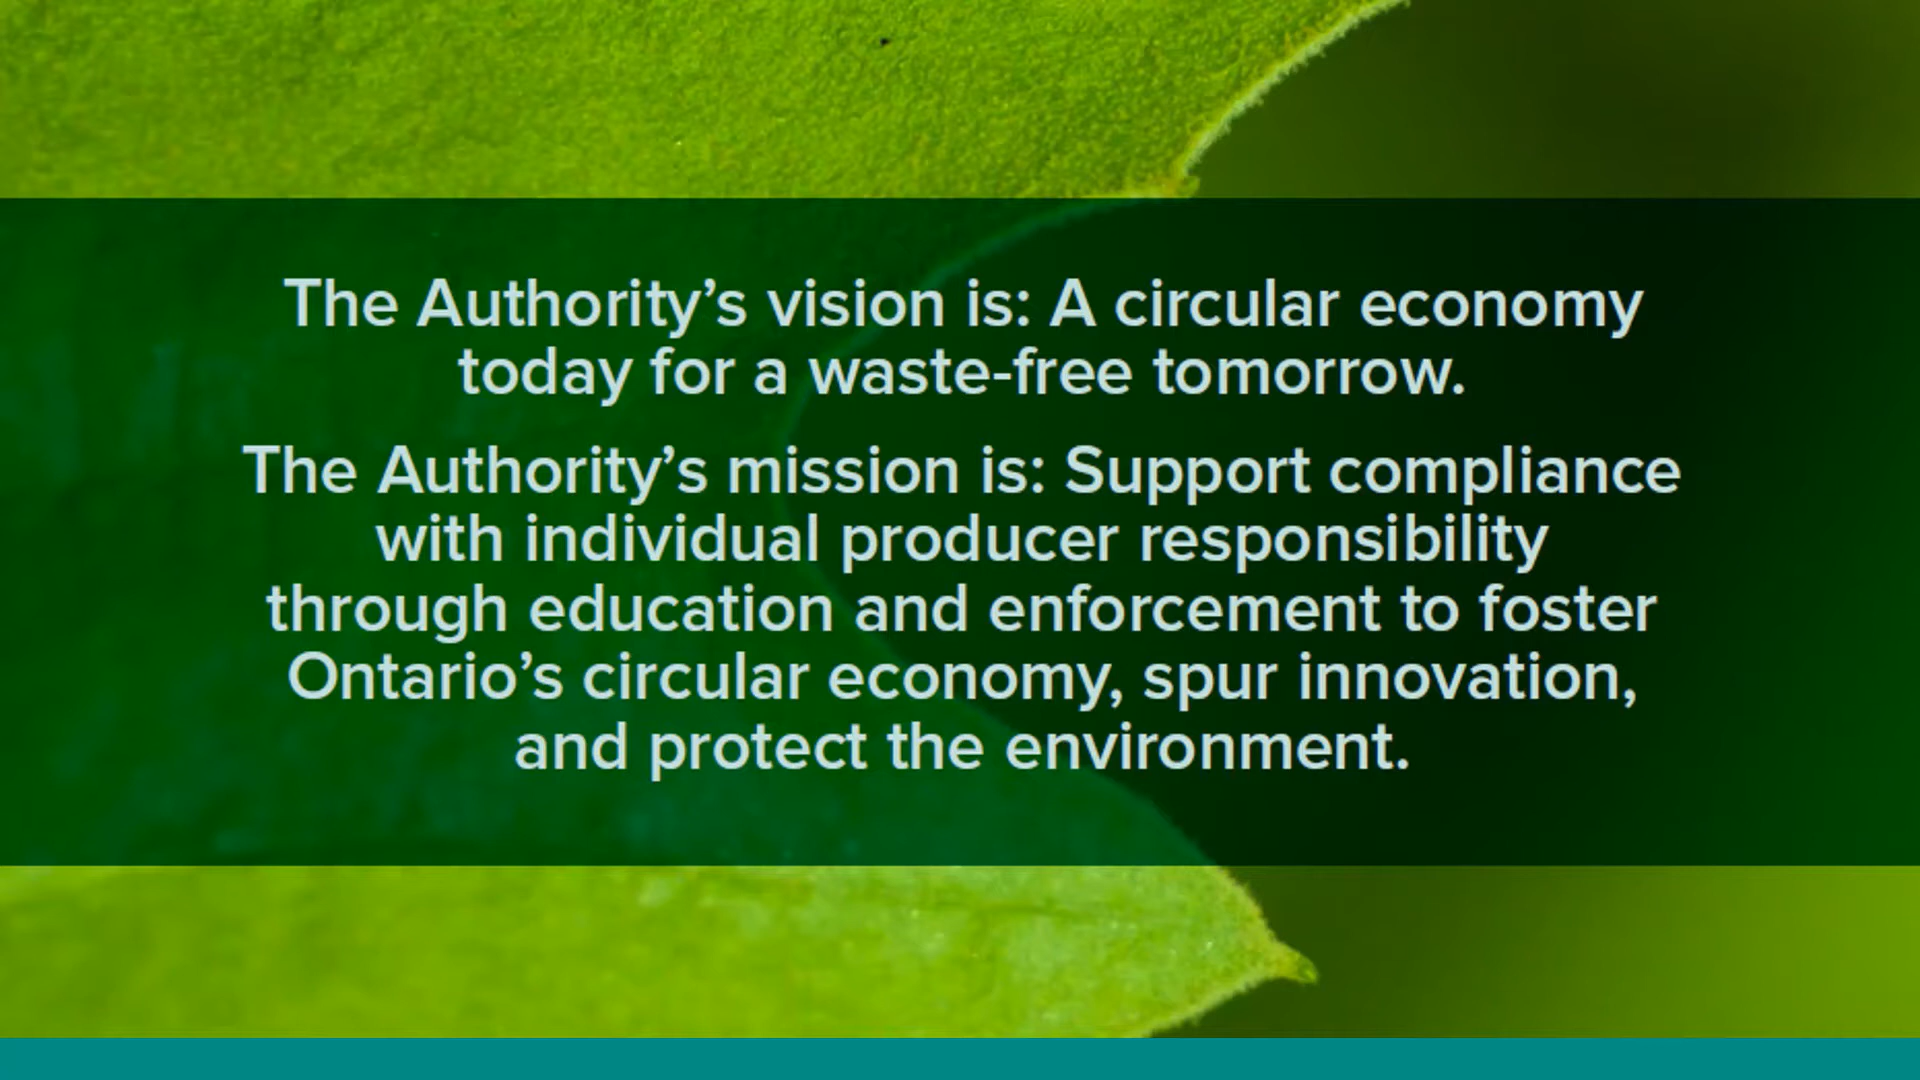 The Authority’s vision is: A circular economy
today for a waste-free tomorrow.
The Authority’s mission is: Support compliance
with individual producer responsibility
through education and enforcement to foster
Ontario’s circular economy, spur innovation,
and protect the environment.